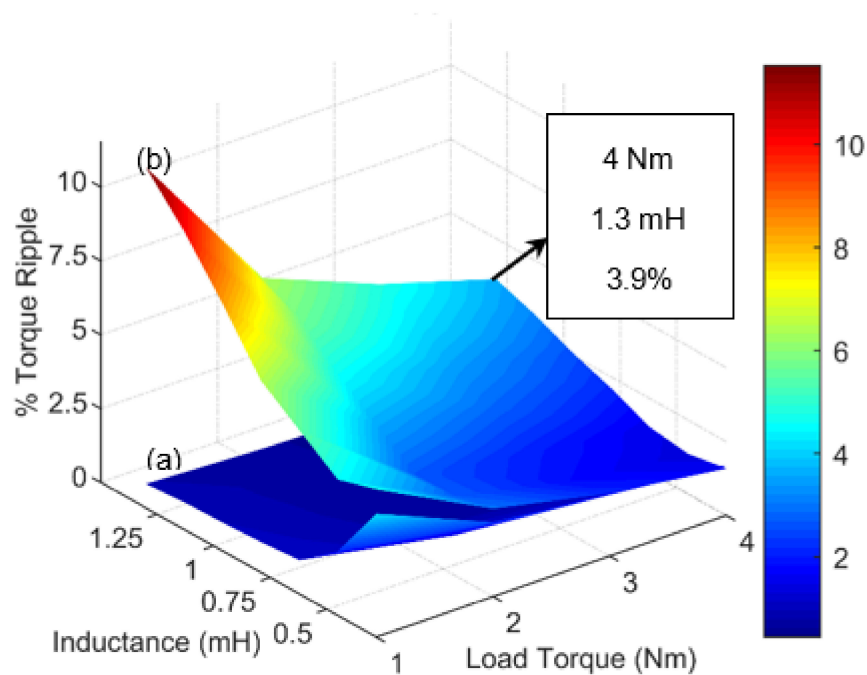 (b)
4 Nm
1.3 mH
3.9%
10
7.5
5
2.5
0
% Torque Ripple
(a)
1.25
1
0.75
0.5
Inductance (mH)
1
2
3
4
Load Torque (Nm)
10
8
6
4
2